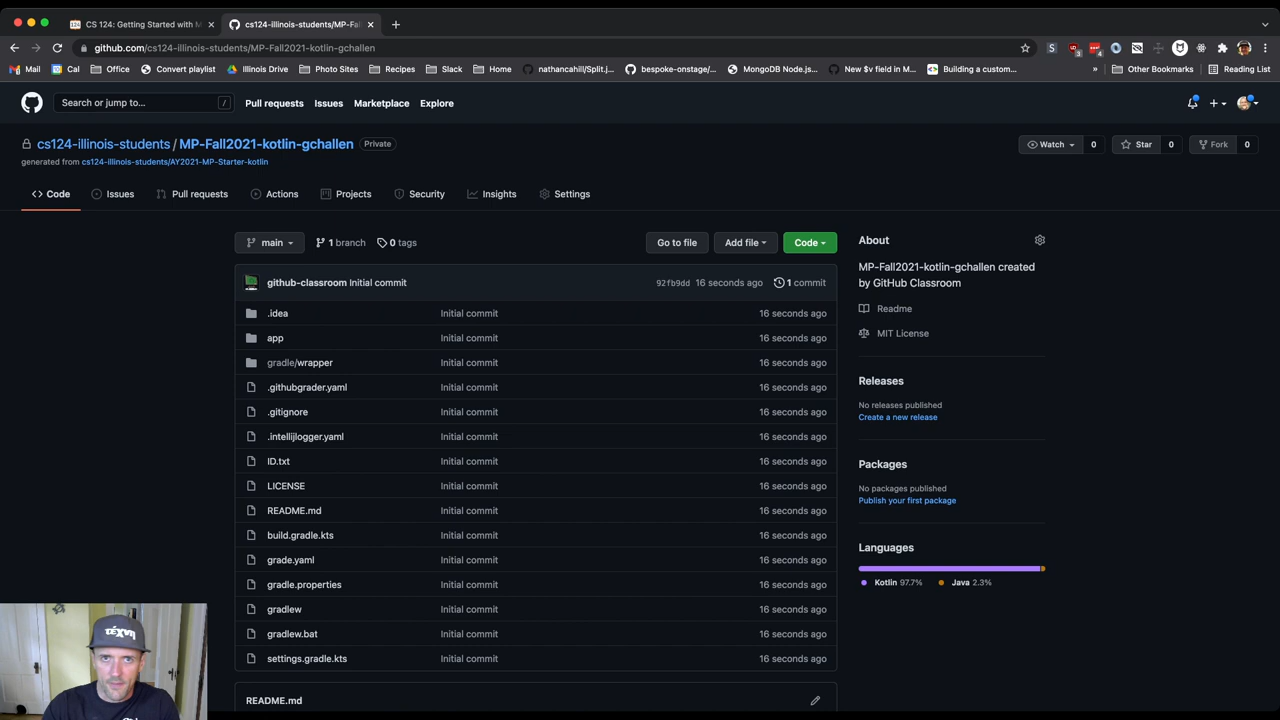 CS 124: Getting Started with M
cs124-illinois-students/MP-Fal
github.com/cs124-illinois-students/MP-Fall2021-kotlin-gchallen
Mail Cal Office Convert playlist Illinois Drive Photo Sites Recipes Slack Home nathancahill/Split.j... bespoke-onstage/... MongoDB Node.js... New $v field in M... Building a custom... » Other Bookmarks Reading List
Search or jump to... / Pull requests Issues Marketplace Explore
cs124-illinois-students / MP-Fall2021-kotlin-gchallen Private Watch 0 Star 0 Fork 0
generated from cs124-illinois-students/AY2021-MP-Starter-kotlin
Code Issues Pull requests Actions Projects Security Insights Settings
main 1 branch 0 tags Go to file Add file Code
github-classroom Initial commit 92fb9dd 16 seconds ago 1 commit
.idea Initial commit 16 seconds ago
app Initial commit 16 seconds ago
gradle/wrapper Initial commit 16 seconds ago
.githubgrader.yaml Initial commit 16 seconds ago
.gitignore Initial commit 16 seconds ago
.intellijlogger.yaml Initial commit 16 seconds ago
ID.txt Initial commit 16 seconds ago
LICENSE Initial commit 16 seconds ago
README.md Initial commit 16 seconds ago
build.gradle.kts Initial commit 16 seconds ago
grade.yaml Initial commit 16 seconds ago
gradle.properties Initial commit 16 seconds ago
gradlew Initial commit 16 seconds ago
gradlew.bat Initial commit 16 seconds ago
settings.gradle.kts Initial commit 16 seconds ago
README.md
About
MP-Fall2021-kotlin-gchallen created
by GitHub Classroom
Readme
MIT License
Releases
No releases published
Create a new release
Packages
No packages published
Publish your first package
Languages
Kotlin 97.7% Java 2.3%